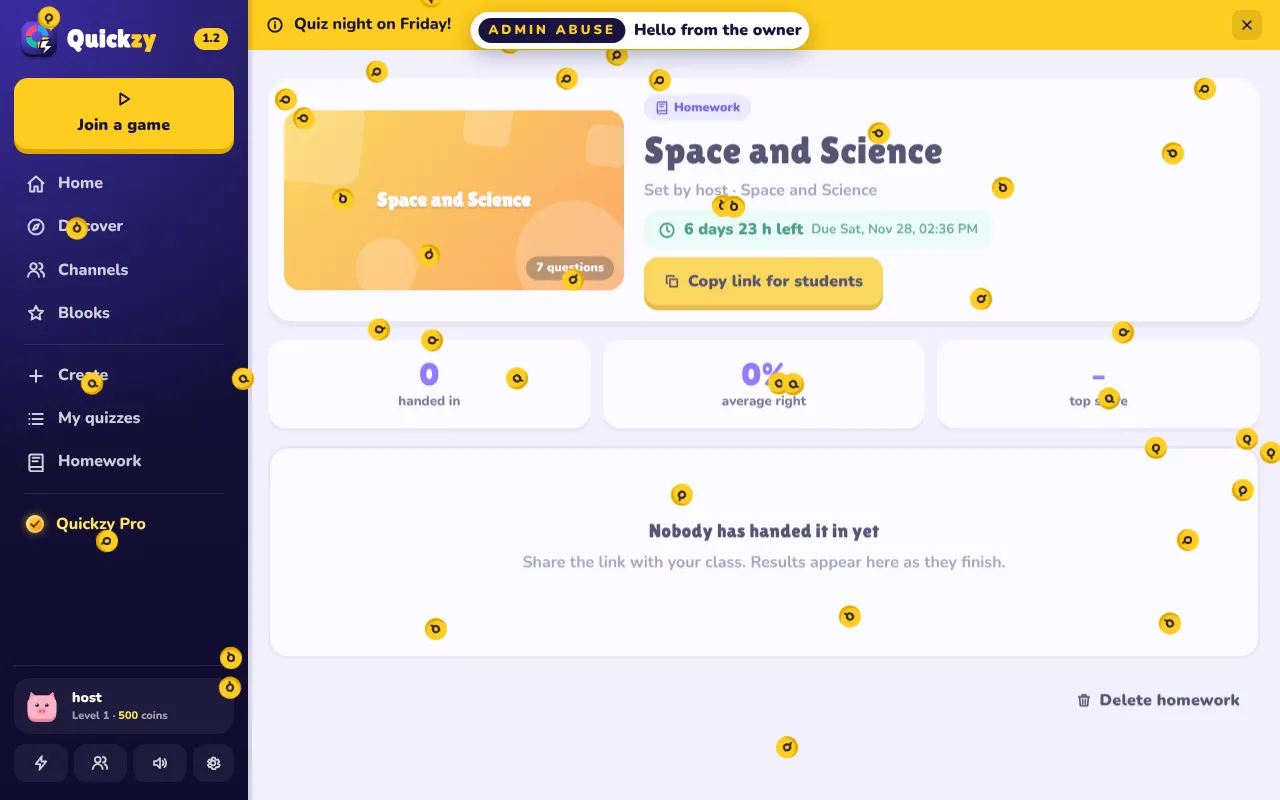 Quickzy 1.2
Join a game
Home
Discover
Channels
Blooks
Create
My quizzes
Homework
Quickzy Pro
host
Level 1 · 500 coins
Quiz night on Friday!
ADMIN ABUSE Hello from the owner
Space and Science
7 questions
Homework
Space and Science
Set by host · Space and Science
6 days 23 h left Due Sat, Nov 28, 02:36 PM
Copy link for students
0
handed in
0%
average right
–
top score
Nobody has handed it in yet
Share the link with your class. Results appear here as they finish.
Delete homework